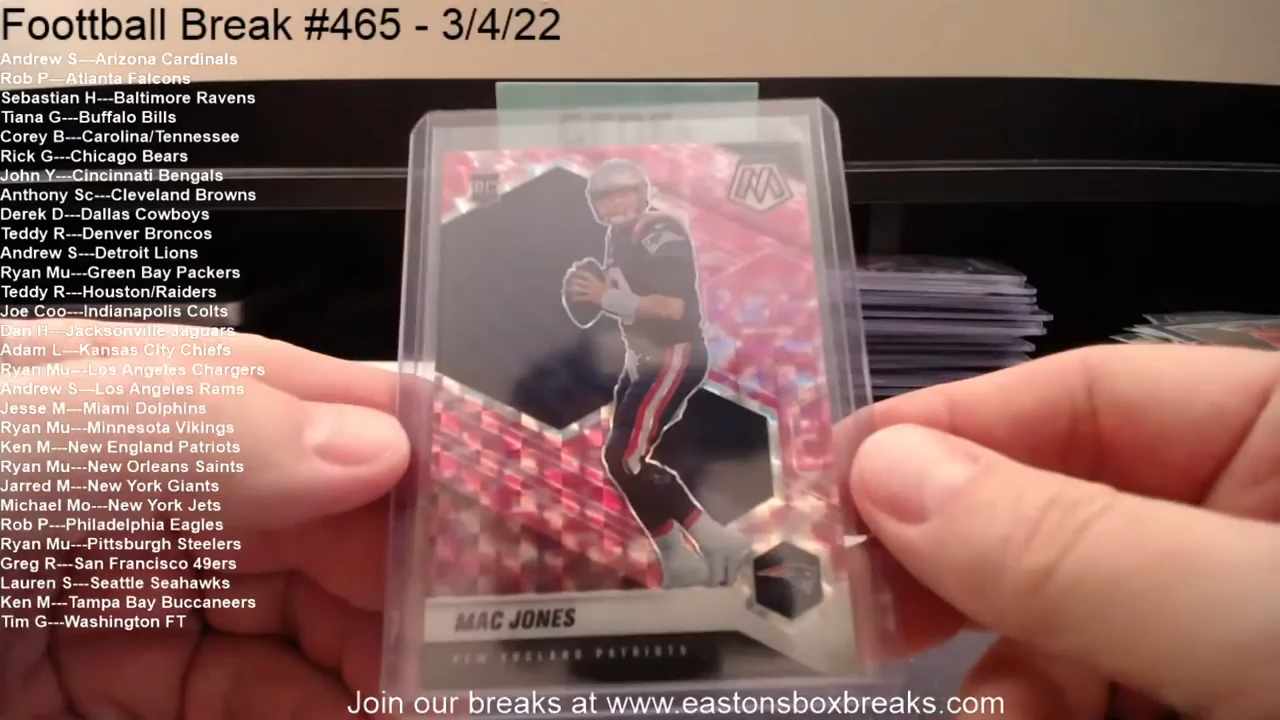 Foottball Break #465 - 3/4/22
Andrew S---Arizona Cardinals
Rob P---Atlanta Falcons
Sebastian H---Baltimore Ravens
Tiana G---Buffalo Bills
Corey B---Carolina/Tennessee
Rick G---Chicago Bears
John Y---Cincinnati Bengals
Anthony Sc---Cleveland Browns
Derek D---Dallas Cowboys
Teddy R---Denver Broncos
Andrew S---Detroit Lions
Ryan Mu---Green Bay Packers
Teddy R---Houston/Raiders
Joe Coo---Indianapolis Colts
Dan H---Jacksonville Jaguars
Adam L---Kansas City Chiefs
Ryan Mu---Los Angeles Chargers
Andrew S---Los Angeles Rams
Jesse M---Miami Dolphins
Ryan Mu---Minnesota Vikings
Ken M---New England Patriots
Ryan Mu---New Orleans Saints
Jarred M---New York Giants
Michael Mo---New York Jets
Rob P---Philadelphia Eagles
Ryan Mu---Pittsburgh Steelers
Greg R---San Francisco 49ers
Lauren S---Seattle Seahawks
Ken M---Tampa Bay Buccaneers
Tim G---Washington FT
RC
MAC JONES
NEW ENGLAND PATRIOTS
Join our breaks at www.eastonsboxbreaks.com